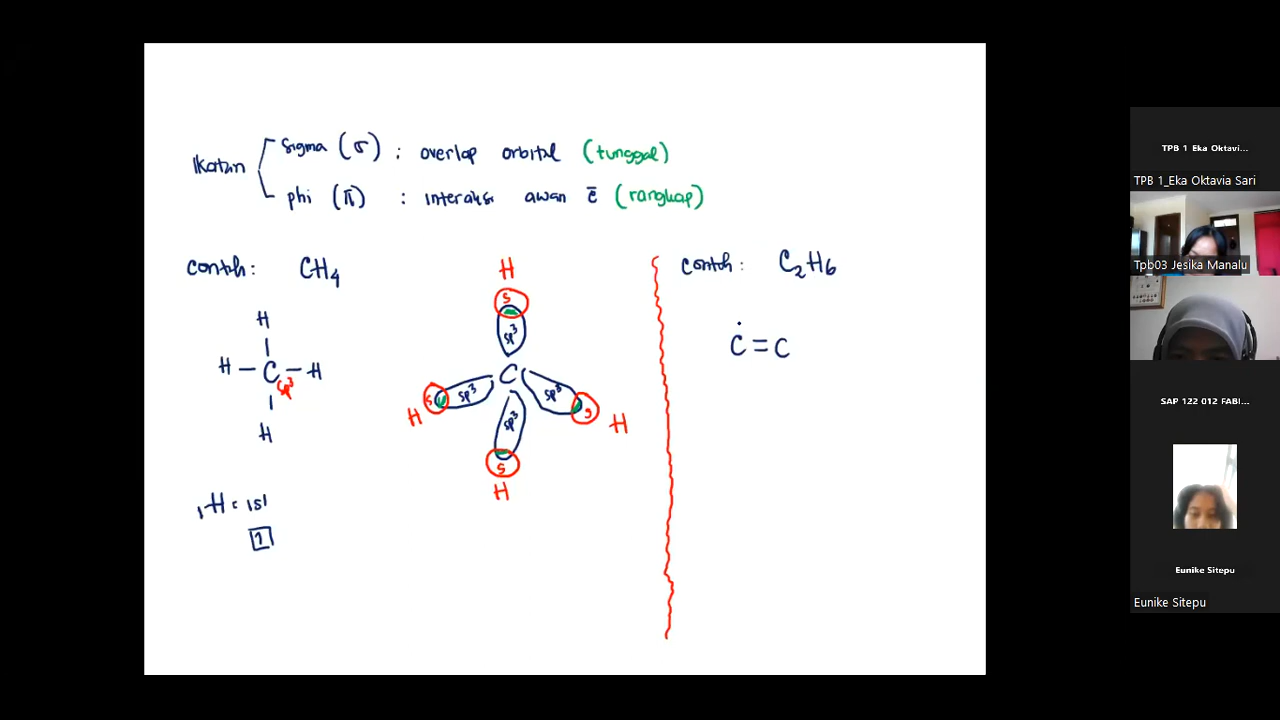 Ikatan
Sigma (σ) : overlap orbital (tunggal)
phi (π) : interaksi awan ē (rangkap)
Contoh: CH₄
H
H – C – H
sp³
H
₁H = 1s¹
1
H
s
sp³
C
s sp³
sp³ s
H
H
sp³
s
H
Contoh: C₂H₆
C = C
TPB 1 Eka Oktavi...
TPB 1_Eka Oktavia Sari
Tpb03 Jesika Manalu
SAP 122 012 FABI...
Eunike Sitepu
Eunike Sitepu